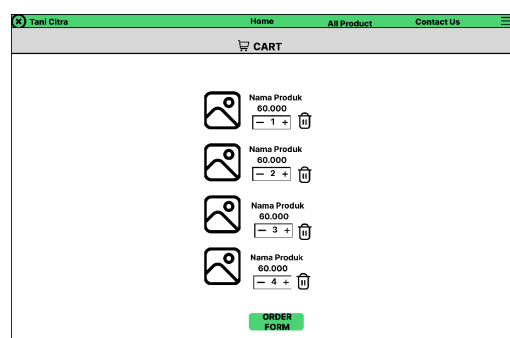 Tani Citra Home All Product Contact Us
CART
Nama Produk
60.000
— 1 +
Nama Produk
60.000
— 2 +
Nama Produk
60.000
— 3 +
Nama Produk
60.000
— 4 +
ORDER
FORM